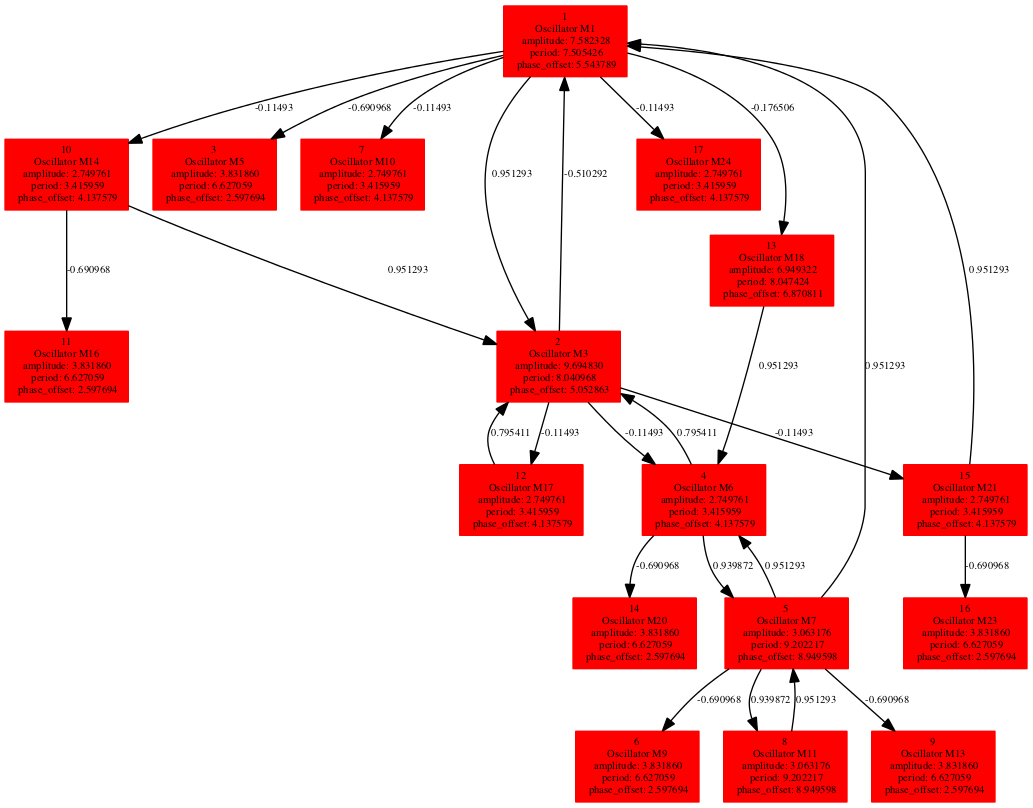 1
Oscillator M1
amplitude: 7.582328
period: 7.505426
phase_offset: 5.543789
-0.11493
-0.690968
-0.11493
-0.11493
-0.176506
10
Oscillator M14
amplitude: 2.749761
period: 3.415959
phase_offset: 4.137579
3
Oscillator M5
amplitude: 3.831860
period: 6.627059
phase_offset: 2.597694
7
Oscillator M10
amplitude: 2.749761
period: 3.415959
phase_offset: 4.137579
0.951293
-0.510292
17
Oscillator M24
amplitude: 2.749761
period: 3.415959
phase_offset: 4.137579
-0.690968
0.951293
13
Oscillator M18
amplitude: 6.949322
period: 8.047424
phase_offset: 6.870811
0.951293
11
Oscillator M16
amplitude: 3.831860
period: 6.627059
phase_offset: 2.597694
2
Oscillator M3
amplitude: 9.694830
period: 8.040968
phase_offset: 5.052863
0.951293
0.951293
0.795411
-0.11493
-0.11493
0.795411
-0.11493
12
Oscillator M17
amplitude: 2.749761
period: 3.415959
phase_offset: 4.137579
4
Oscillator M6
amplitude: 2.749761
period: 3.415959
phase_offset: 4.137579
15
Oscillator M21
amplitude: 2.749761
period: 3.415959
phase_offset: 4.137579
-0.690968
0.939872
0.951293
-0.690968
14
Oscillator M20
amplitude: 3.831860
period: 6.627059
phase_offset: 2.597694
5
Oscillator M7
amplitude: 3.063176
period: 9.202217
phase_offset: 8.949598
16
Oscillator M23
amplitude: 3.831860
period: 6.627059
phase_offset: 2.597694
-0.690968
0.939872
0.951293
-0.690968
6
Oscillator M9
amplitude: 3.831860
period: 6.627059
phase_offset: 2.597694
8
Oscillator M11
amplitude: 3.063176
period: 9.202217
phase_offset: 8.949598
9
Oscillator M13
amplitude: 3.831860
period: 6.627059
phase_offset: 2.597694